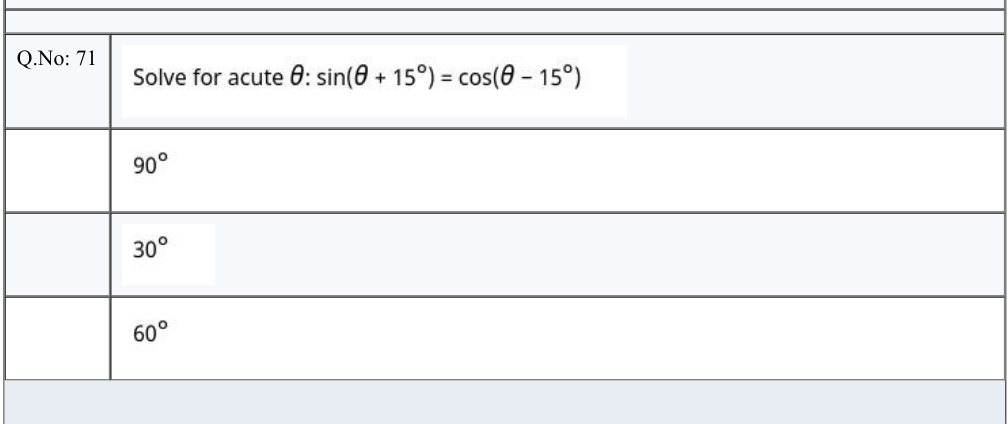 Q.No: 71
Solve for acute θ: sin(θ + 15°) = cos(θ – 15°)
90°
30°
60°